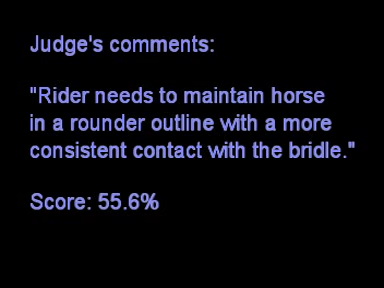 Judge's comments:
"Rider needs to maintain horse
in a rounder outline with a more
consistent contact with the bridle."
Score: 55.6%